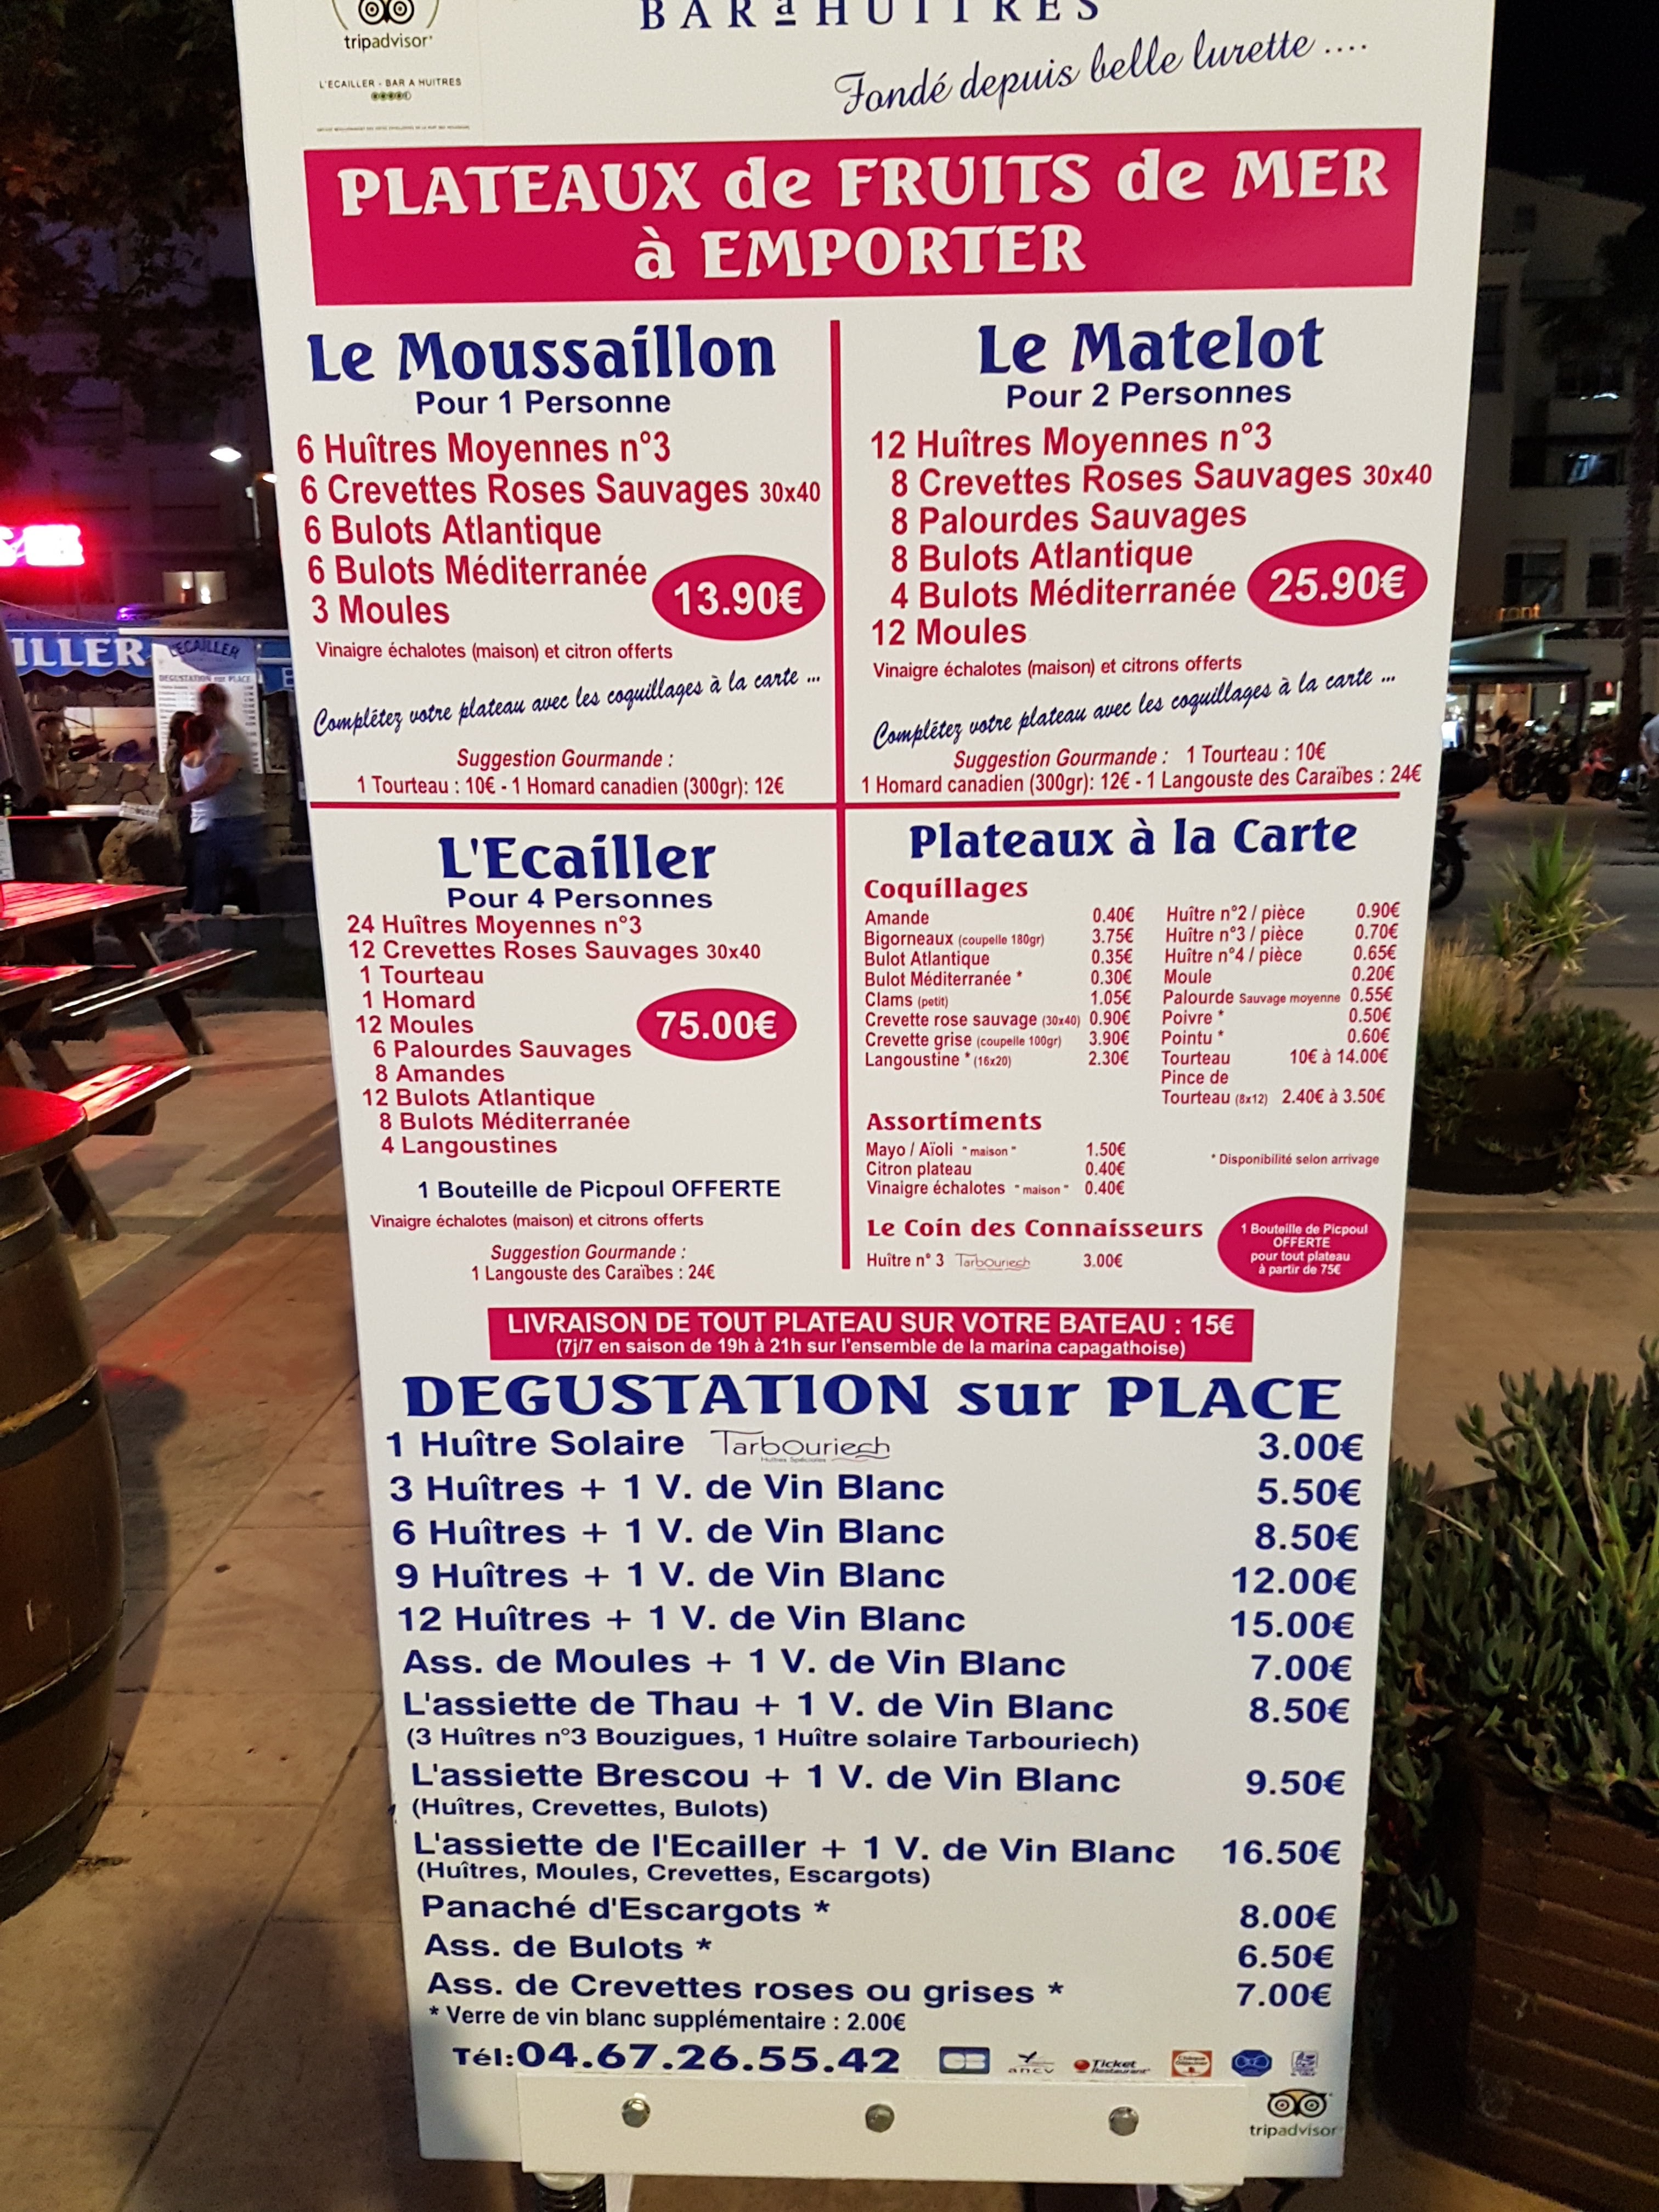 BAR à HUITRES
tripadvisor
L'ECAILLER - BAR A HUITRES
Fondé depuis belle lurette ....
PLATEAUX de FRUITS de MER
à EMPORTER
Le Moussaillon
Pour 1 Personne
6 Huîtres Moyennes n°3
6 Crevettes Roses Sauvages 30x40
6 Bulots Atlantique
6 Bulots Méditerranée
3 Moules
13.90€
Vinaigre échalotes (maison) et citron offerts
Complétez votre plateau avec les coquillages à la carte ...
Suggestion Gourmande :
1 Tourteau : 10€ - 1 Homard canadien (300gr): 12€
Le Matelot
Pour 2 Personnes
12 Huîtres Moyennes n°3
8 Crevettes Roses Sauvages 30x40
8 Palourdes Sauvages
8 Bulots Atlantique
4 Bulots Méditerranée
12 Moules
25.90€
Vinaigre échalotes (maison) et citrons offerts
Complétez votre plateau avec les coquillages à la carte ...
Suggestion Gourmande : 1 Tourteau : 10€
1 Homard canadien (300gr): 12€ - 1 Langouste des Caraïbes : 24€
L'Ecailler
Pour 4 Personnes
24 Huîtres Moyennes n°3
12 Crevettes Roses Sauvages 30x40
1 Tourteau
1 Homard
12 Moules
6 Palourdes Sauvages
8 Amandes
12 Bulots Atlantique
8 Bulots Méditerranée
4 Langoustines
75.00€
1 Bouteille de Picpoul OFFERTE
Vinaigre échalotes (maison) et citrons offerts
Suggestion Gourmande :
1 Langouste des Caraïbes : 24€
Plateaux à la Carte
Coquillages
Amande 0.40€
Bigorneaux (coupelle 180gr) 3.75€
Bulot Atlantique 0.35€
Bulot Méditerranée * 0.30€
Clams (petit) 1.05€
Crevette rose sauvage (30x40) 0.90€
Crevette grise (coupelle 100gr) 3.90€
Langoustine * (16x20) 2.30€
Huître n°2 / pièce 0.90€
Huître n°3 / pièce 0.70€
Huître n°4 / pièce 0.65€
Moule 0.20€
Palourde Sauvage moyenne 0.55€
Poivre * 0.50€
Pointu * 0.60€
Tourteau 10€ à 14.00€
Pince de
Tourteau (8x12) 2.40€ à 3.50€
Assortiments
Mayo / Aïoli "maison" 1.50€
Citron plateau 0.40€
Vinaigre échalotes "maison" 0.40€
* Disponibilité selon arrivage
Le Coin des Connaisseurs
Huître n° 3 Tarbouriech 3.00€
1 Bouteille de Picpoul
OFFERTE
pour tout plateau
à partir de 75€
LIVRAISON DE TOUT PLATEAU SUR VOTRE BATEAU : 15€
(7j/7 en saison de 19h à 21h sur l'ensemble de la marina capagathoise)
DEGUSTATION sur PLACE
1 Huître Solaire Tarbouriech 3.00€
Huîtres Spéciales
3 Huîtres + 1 V. de Vin Blanc 5.50€
6 Huîtres + 1 V. de Vin Blanc 8.50€
9 Huîtres + 1 V. de Vin Blanc 12.00€
12 Huîtres + 1 V. de Vin Blanc 15.00€
Ass. de Moules + 1 V. de Vin Blanc 7.00€
L'assiette de Thau + 1 V. de Vin Blanc 8.50€
(3 Huîtres n°3 Bouzigues, 1 Huître solaire Tarbouriech)
L'assiette Brescou + 1 V. de Vin Blanc 9.50€
(Huîtres, Crevettes, Bulots)
L'assiette de l'Ecailler + 1 V. de Vin Blanc 16.50€
(Huîtres, Moules, Crevettes, Escargots)
Panaché d'Escargots * 8.00€
Ass. de Bulots * 6.50€
Ass. de Crevettes roses ou grises * 7.00€
* Verre de vin blanc supplémentaire : 2.00€
Tél:04.67.26.55.42
CB
ancv
Ticket
Restaurant
tripadvisor
ILLER
L'ECAILLER
DEGUSTATION sur PLACE